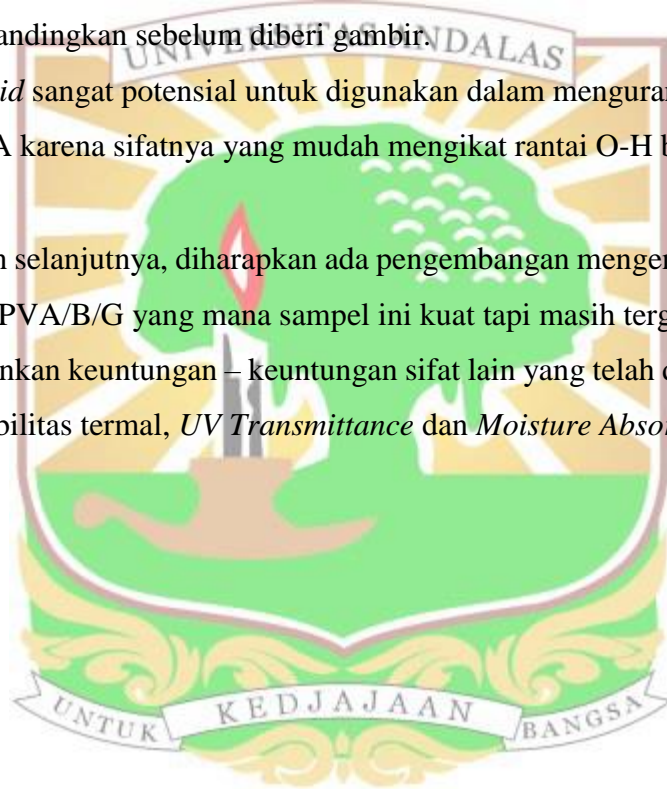 andingkan sebelum diberi gambir.
UNIVERSITAS ANDALAS
id sangat potensial untuk digunakan dalam mengura
A karena sifatnya yang mudah mengikat rantai O-H b
n selanjutnya, diharapkan ada pengembangan menge
PVA/B/G yang mana sampel ini kuat tapi masih terg
nkan keuntungan – keuntungan sifat lain yang telah
bilitas termal, UV Transmittance dan Moisture Abso
UNTUK KEDJAJAAN BANGSA